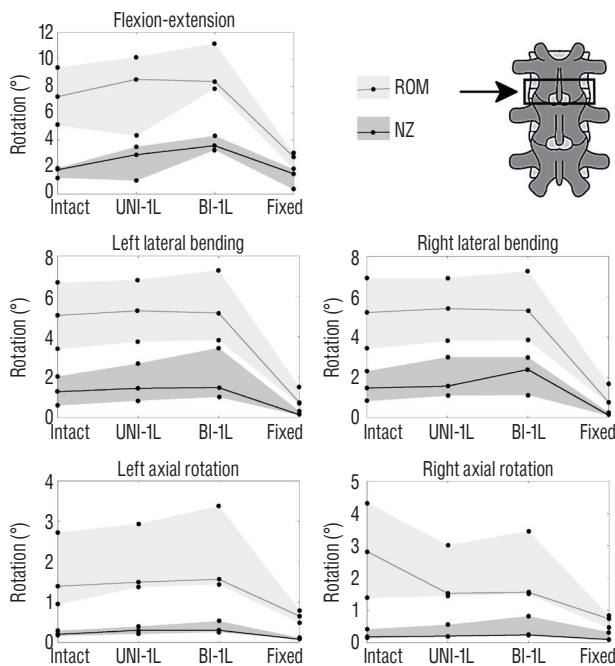 Flexion-extension
12
10
8
6
4
2
0
Rotation (°)
Intact UNI-1L BI-1L Fixed
ROM
NZ
Left lateral bending
8
6
4
2
0
Rotation (°)
Intact UNI-1L BI-1L Fixed
Right lateral bending
8
6
4
2
0
Rotation (°)
Intact UNI-1L BI-1L Fixed
Left axial rotation
4
3
2
1
0
Rotation (°)
Intact UNI-1L BI-1L Fixed
Right axial rotation
5
4
3
2
1
0
Rotation (°)
Intact UNI-1L BI-1L Fixed